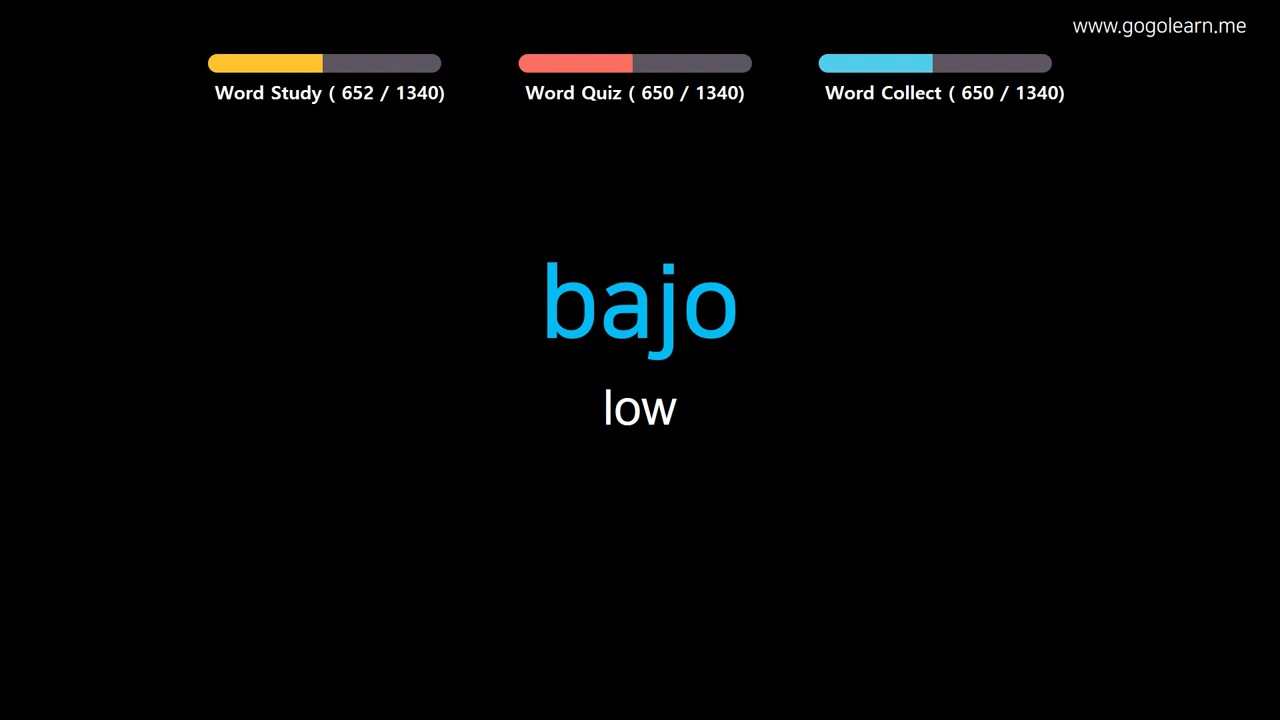 www.gogolearn.me
Word Study ( 652 / 1340)
Word Quiz ( 650 / 1340)
Word Collect ( 650 / 1340)
bajo
low